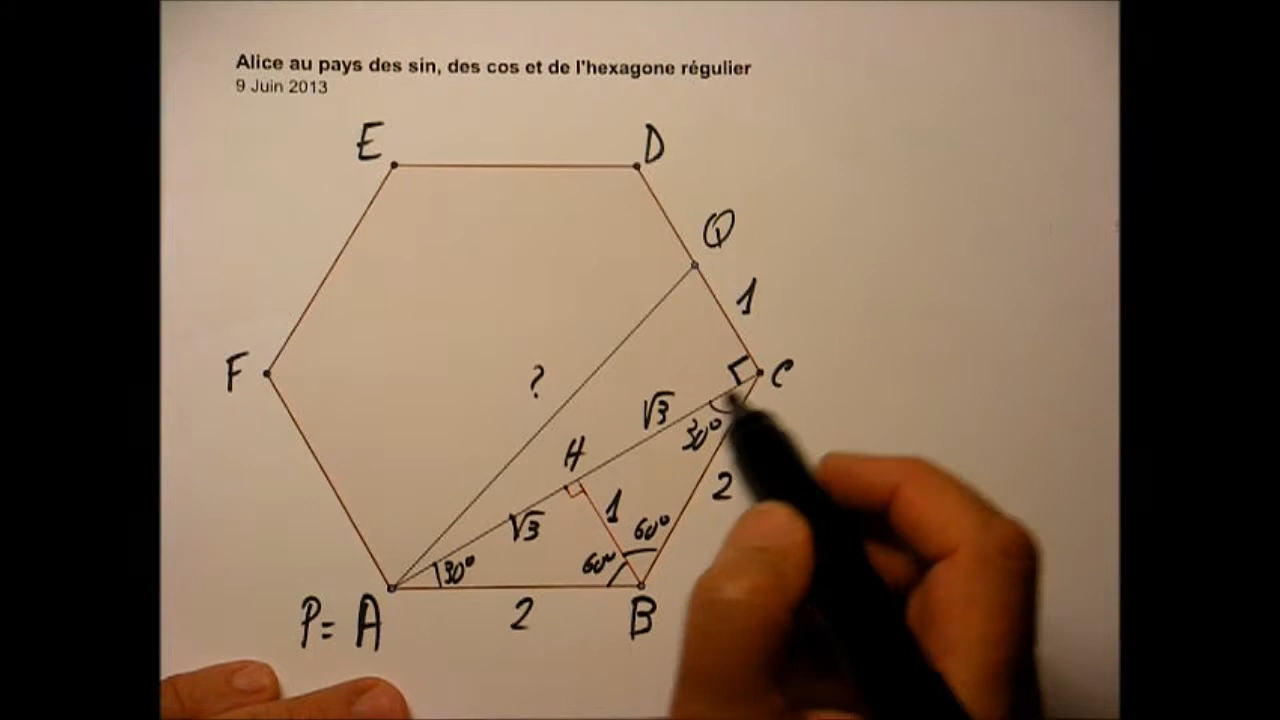 Alice au pays des sin, des cos et de l'hexagone régulier
9 Juin 2013
E
D
Q
1
F
C
?
√3
30°
H
2
1
√3
60°
60°
30°
P=A
2
B